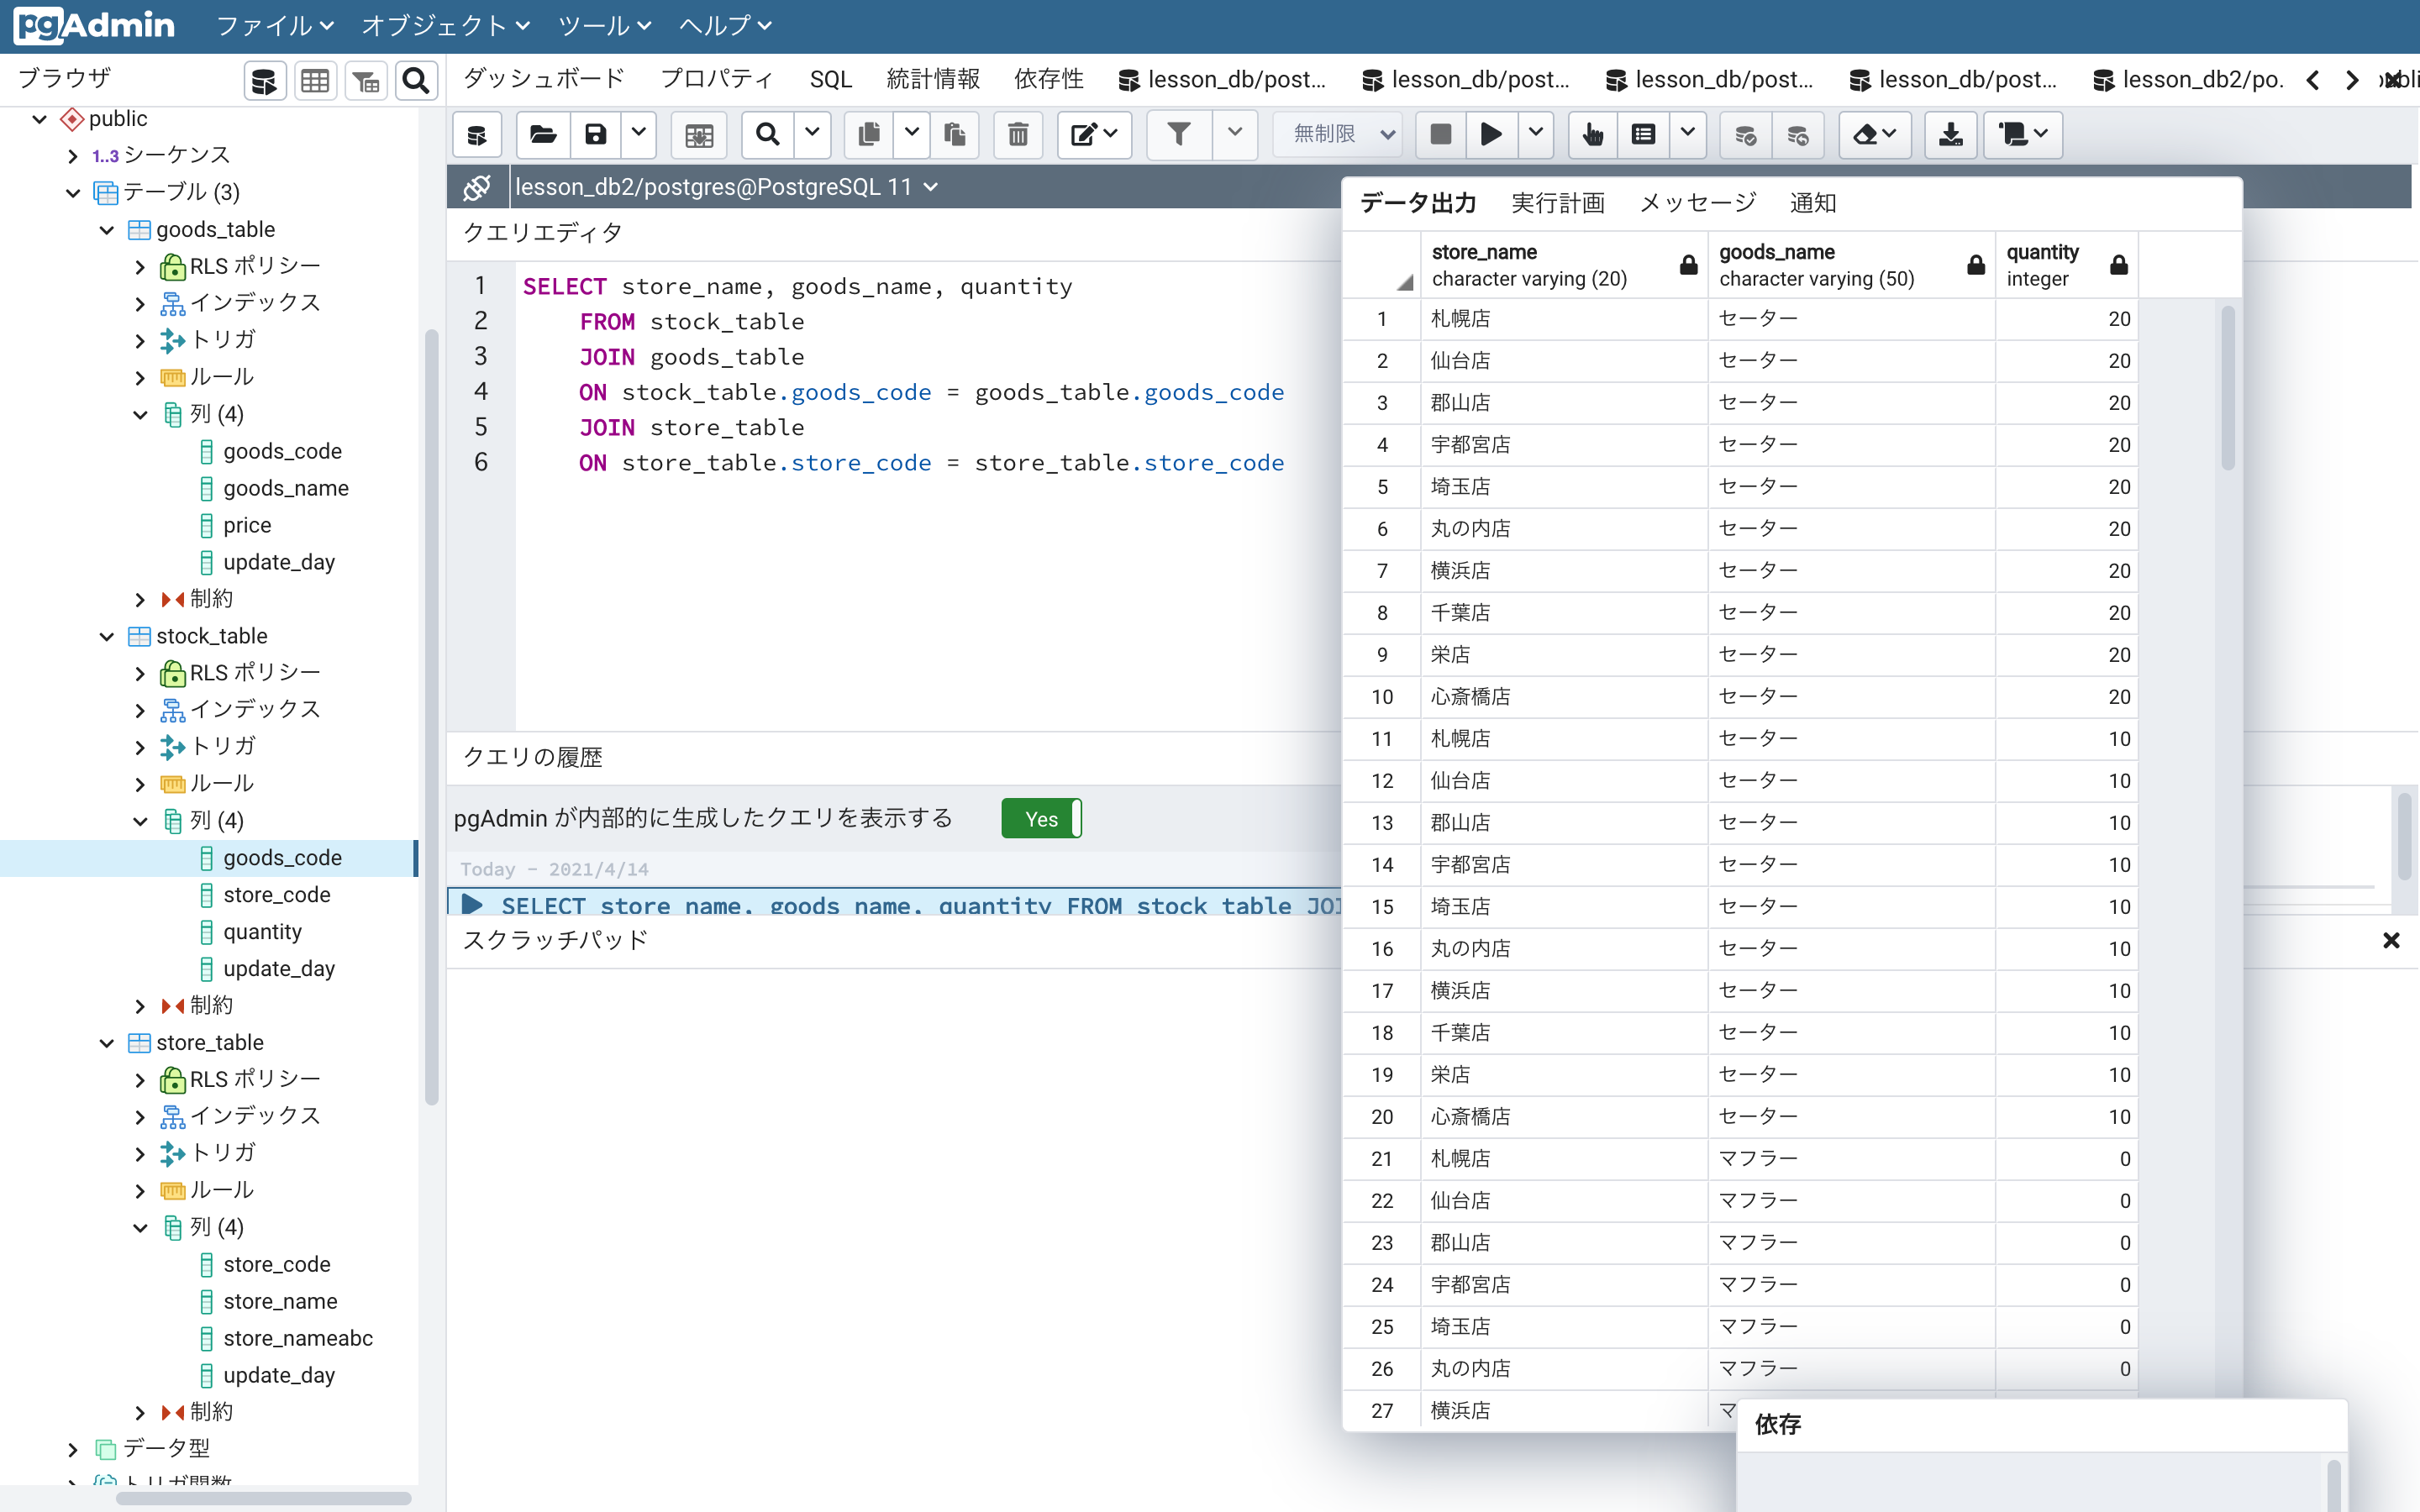 pgAdmin ファイル オブジェクト ツール ヘルプ
ブラウザ
ダッシュボード プロパティ SQL 統計情報 依存性 lesson_db/post... lesson_db/post... lesson_db/post... lesson_db/post... lesson_db2/po.
public
1..3 シーケンス
テーブル (3)
goods_table
RLS ポリシー
インデックス
トリガ
ルール
列 (4)
goods_code
goods_name
price
update_day
制約
stock_table
RLS ポリシー
インデックス
トリガ
ルール
列 (4)
goods_code
store_code
quantity
update_day
制約
store_table
RLS ポリシー
インデックス
トリガ
ルール
列 (4)
store_code
store_name
store_nameabc
update_day
制約
データ型
トリガ関数
無制限
lesson_db2/postgres@PostgreSQL 11
クエリエディタ
1 SELECT store_name, goods_name, quantity
2 FROM stock_table
3 JOIN goods_table
4 ON stock_table.goods_code = goods_table.goods_code
5 JOIN store_table
6 ON store_table.store_code = store_table.store_code
クエリの履歴
pgAdmin が内部的に生成したクエリを表示する Yes
Today - 2021/4/14
SELECT store_name, goods_name, quantity FROM stock_table JOI
スクラッチパッド
データ出力 実行計画 メッセージ 通知
store_name goods_name quantity
character varying (20) character varying (50) integer
1 札幌店 セーター 20
2 仙台店 セーター 20
3 郡山店 セーター 20
4 宇都宮店 セーター 20
5 埼玉店 セーター 20
6 丸の内店 セーター 20
7 横浜店 セーター 20
8 千葉店 セーター 20
9 栄店 セーター 20
10 心斎橋店 セーター 20
11 札幌店 セーター 10
12 仙台店 セーター 10
13 郡山店 セーター 10
14 宇都宮店 セーター 10
15 埼玉店 セーター 10
16 丸の内店 セーター 10
17 横浜店 セーター 10
18 千葉店 セーター 10
19 栄店 セーター 10
20 心斎橋店 セーター 10
21 札幌店 マフラー 0
22 仙台店 マフラー 0
23 郡山店 マフラー 0
24 宇都宮店 マフラー 0
25 埼玉店 マフラー 0
26 丸の内店 マフラー 0
27 横浜店 マ
依存